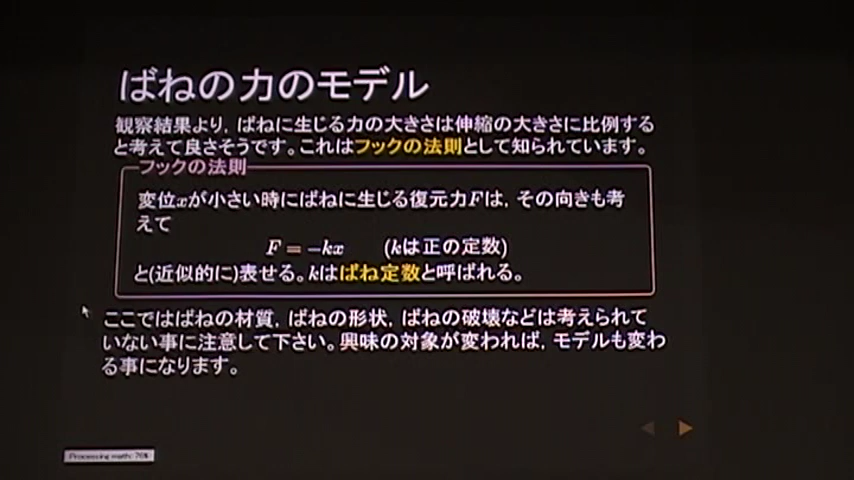 ばねの力のモデル
観察結果より, ばねに生じる力の大きさは伸縮の大きさに比例する
と考えて良さそうです。これはフックの法則として知られています。
フックの法則
変位xが小さい時にばねに生じる復元力Fは, その向きも考
えて
F = −kx (kは正の定数)
と(近似的に)表せる。kはばね定数と呼ばれる。
ここではばねの材質, ばねの形状, ばねの破壊などは考えられて
いない事に注意して下さい。興味の対象が変われば, モデルも変わ
る事になります。
Processing math: 76%